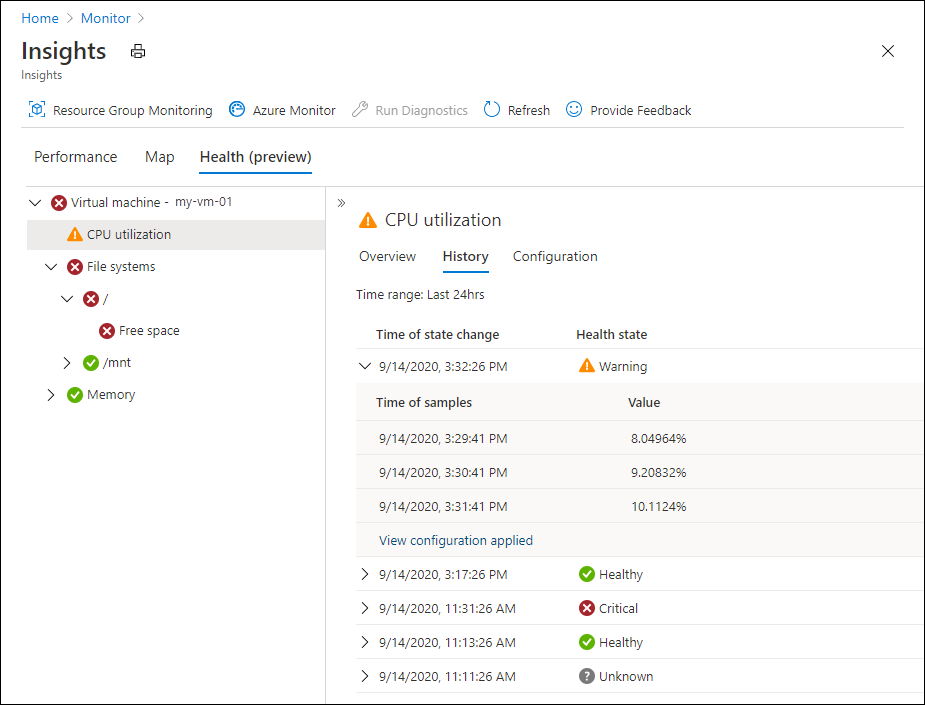 Home > Monitor >
Insights
Insights
Resource Group Monitoring Azure Monitor Run Diagnostics Refresh Provide Feedback
Performance Map Health (preview)
Virtual machine - my-vm-01
CPU utilization
File systems
/
Free space
/mnt
Memory
CPU utilization
Overview History Configuration
Time range: Last 24hrs
Time of state change Health state
9/14/2020, 3:32:26 PM Warning
Time of samples Value
9/14/2020, 3:29:41 PM 8.04964%
9/14/2020, 3:30:41 PM 9.20832%
9/14/2020, 3:31:41 PM 10.1124%
View configuration applied
9/14/2020, 3:17:26 PM Healthy
9/14/2020, 11:31:26 AM Critical
9/14/2020, 11:13:26 AM Healthy
9/14/2020, 11:11:26 AM Unknown